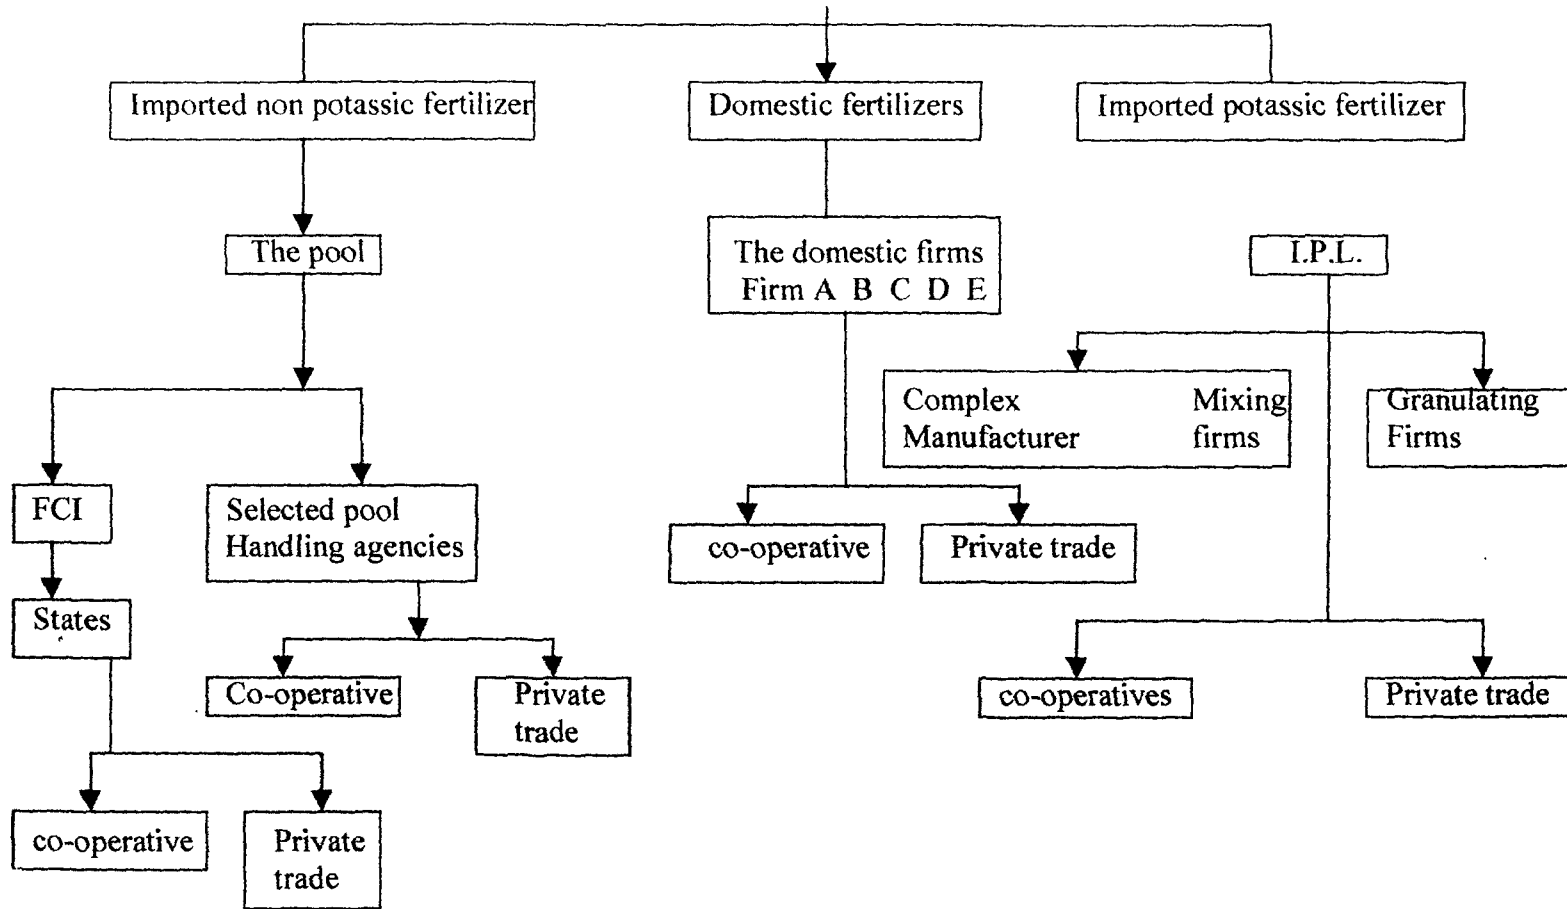 Imported non potassic fertilizer
Domestic fertilizers
Imported potassic fertilizer
The pool
The domestic firms
Firm A B C D E
I.P.L.
Complex Mixing
Manufacturer firms
Granulating
Firms
FCI
Selected pool
Handling agencies
co-operative
Private trade
States
Co-operative
Private
trade
co-operatives
Private trade
co-operative
Private
trade